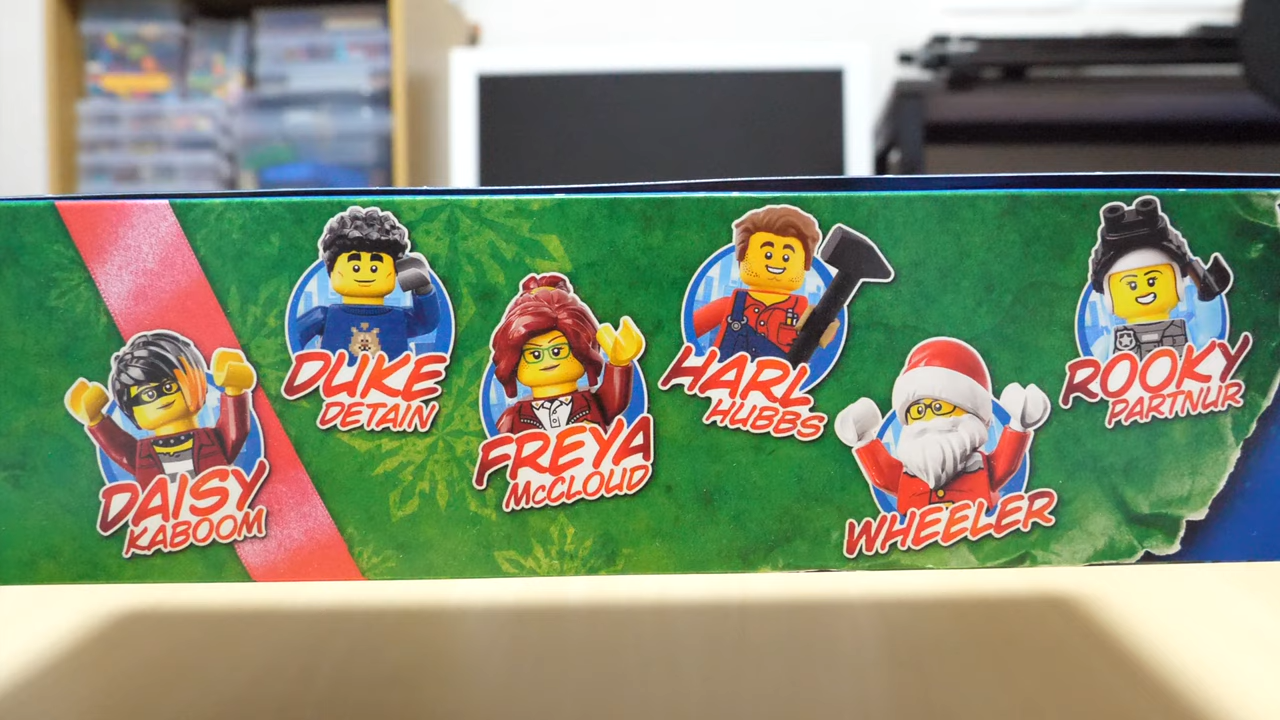 DAISY
KABOOM
DUKE
DETAIN
FREYA
McCLOUD
HARL
HUBBS
WHEELER
ROOKY
PARTNUR